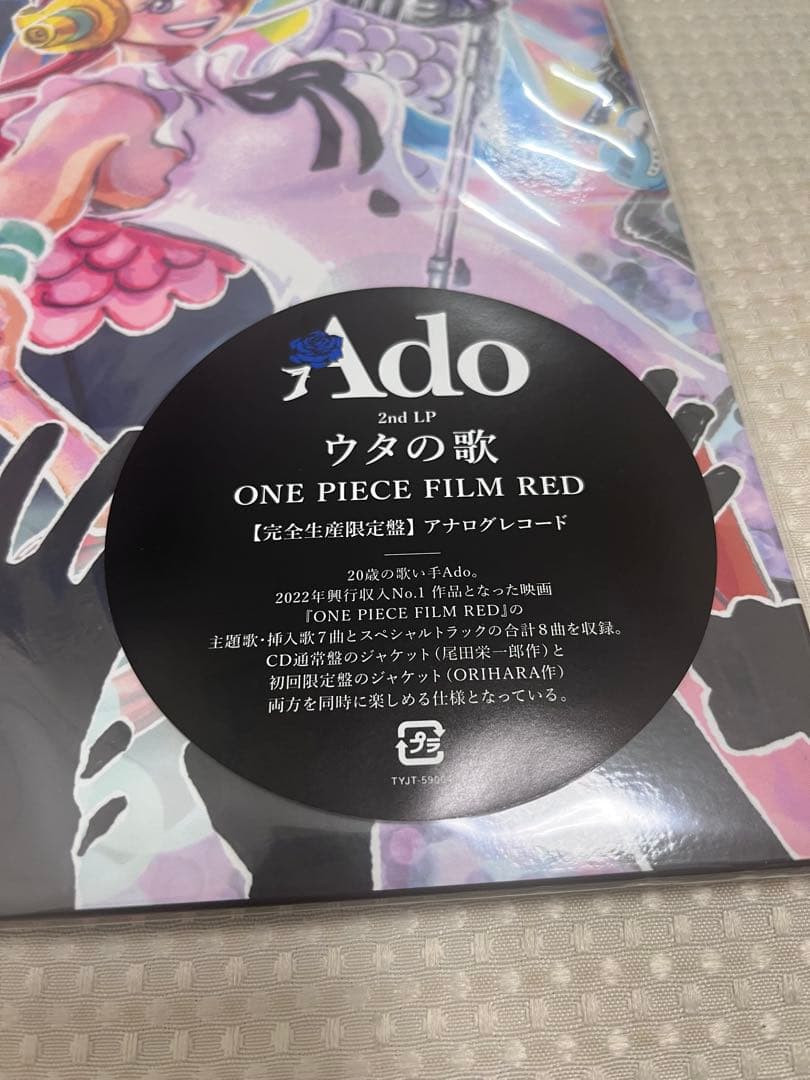 Ado
2nd LP
ウタの歌
ONE PIECE FILM RED
【完全生産限定盤】アナログレコード
20歳の歌い手Ado。
2022年興行収入No.1 作品となった映画
『ONE PIECE FILM RED』の
主題歌・挿入歌7曲とスペシャルトラックの合計8曲を収録。
CD通常盤のジャケット(尾田栄一郎作)と
初回限定盤のジャケット(ORIHARA作)
両方を同時に楽しめる仕様となっている。
プラ